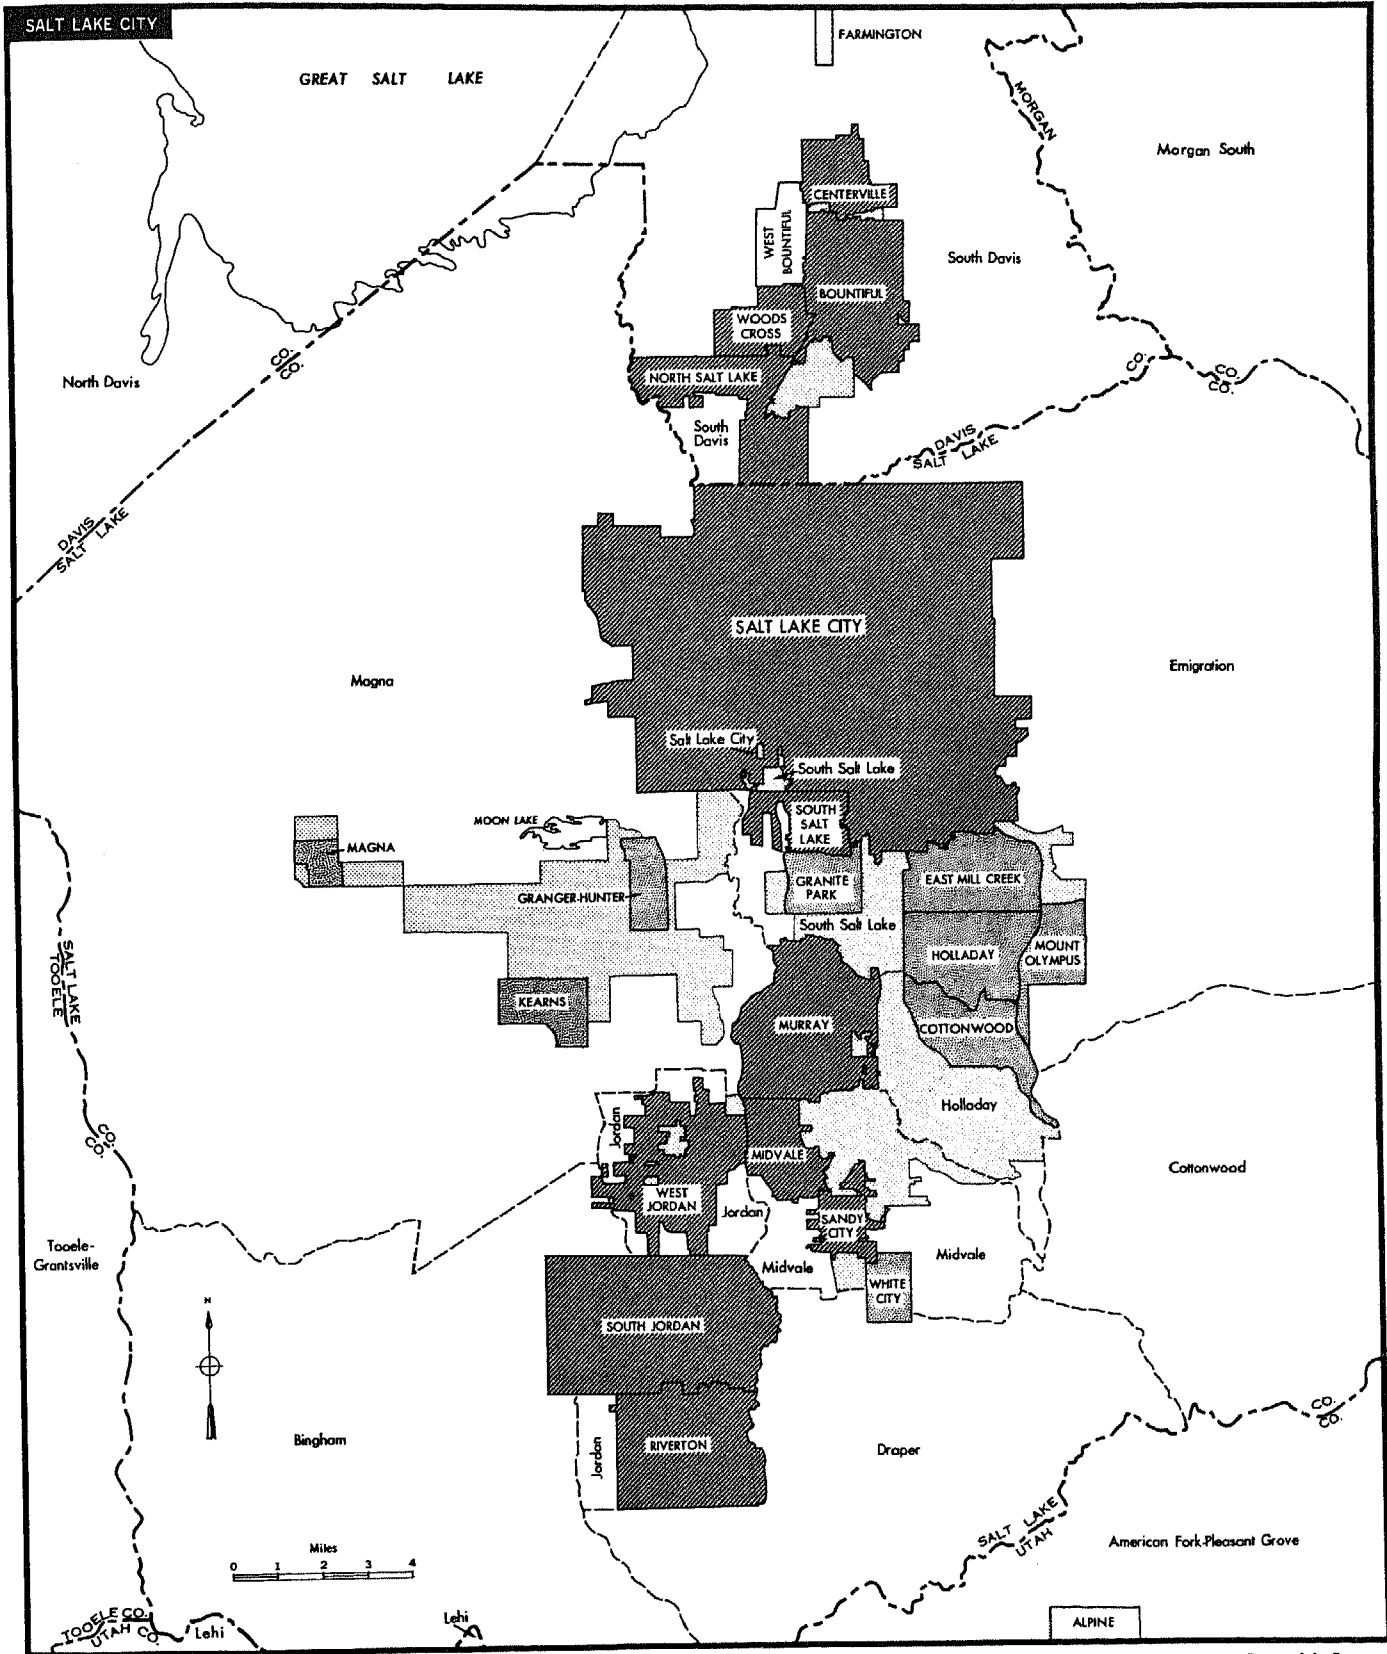 SALT LAKE CITY
FARMINGTON
GREAT SALT LAKE
MORGAN
Morgan South
CENTERVILLE
WEST
BOUNTIFUL
South Davis
BOUNTIFUL
WOODS
CROSS
CO.
CO.
North Davis
NORTH SALT LAKE
CO.
CO.
CO.
South
Davis
DAVIS
SALT LAKE
DAVIS
SALT LAKE
SALT LAKE CITY
Magna
Emigration
Salt Lake City
South Salt Lake
SOUTH
SALT
LAKE
MOON LAKE
MAGNA
GRANITE
PARK
EAST MILL CREEK
GRANGER-HUNTER
South Salt Lake
HOLLADAY
MOUNT
OLYMPUS
SALT LAKE
TOOELE
KEARNS
MURRAY
COTTONWOOD
Holladay
Jordan
CO.
CO.
MIDVALE
Cottonwood
WEST
JORDAN
Jordan
SANDY
CITY
Tooele-
Grantsville
Midvale
Midvale
WHITE
CITY
N
SOUTH JORDAN
CO.
CO.
Bingham
Jordan
RIVERTON
Draper
SALT LAKE
UTAH
American Fork-Pleasant Grove
Miles
0 1 2 3 4
TOOELE CO.
UTAH CO.
Lehi
Lehi
ALPINE